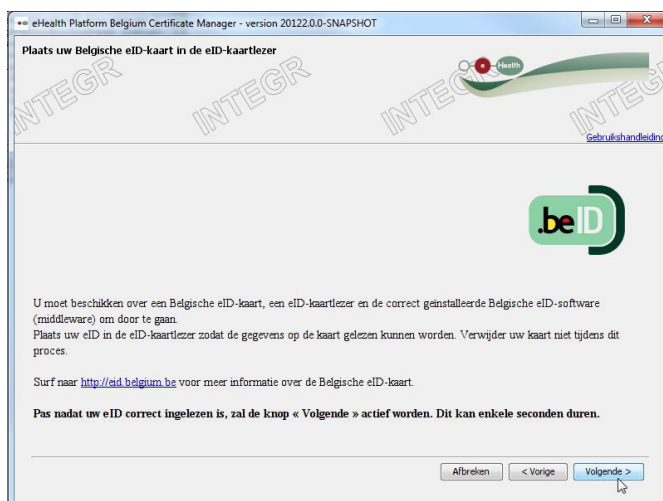 eHealth Platform Belgium Certificate Manager - version 20122.0.0-SNAPSHOT
Plaats uw Belgische eID-kaart in de eID-kaartlezer
Health
INTEGR
INTEGR
INTEGR
INTEGR
Gebruikshandleiding
.beID
U moet beschikken over een Belgische eID-kaart, een eID-kaartlezer en de correct geïnstalleerde Belgische eID-software
(middleware) om door te gaan.
Plaats uw eID in de eID-kaartlezer zodat de gegevens op de kaart gelezen kunnen worden. Verwijder uw kaart niet tijdens dit
proces.
Surf naar http://eid.belgium.be voor meer informatie over de Belgische eID-kaart.
Pas nadat uw eID correct ingelezen is, zal de knop « Volgende » actief worden. Dit kan enkele seconden duren.
Afbreken < Vorige Volgende >